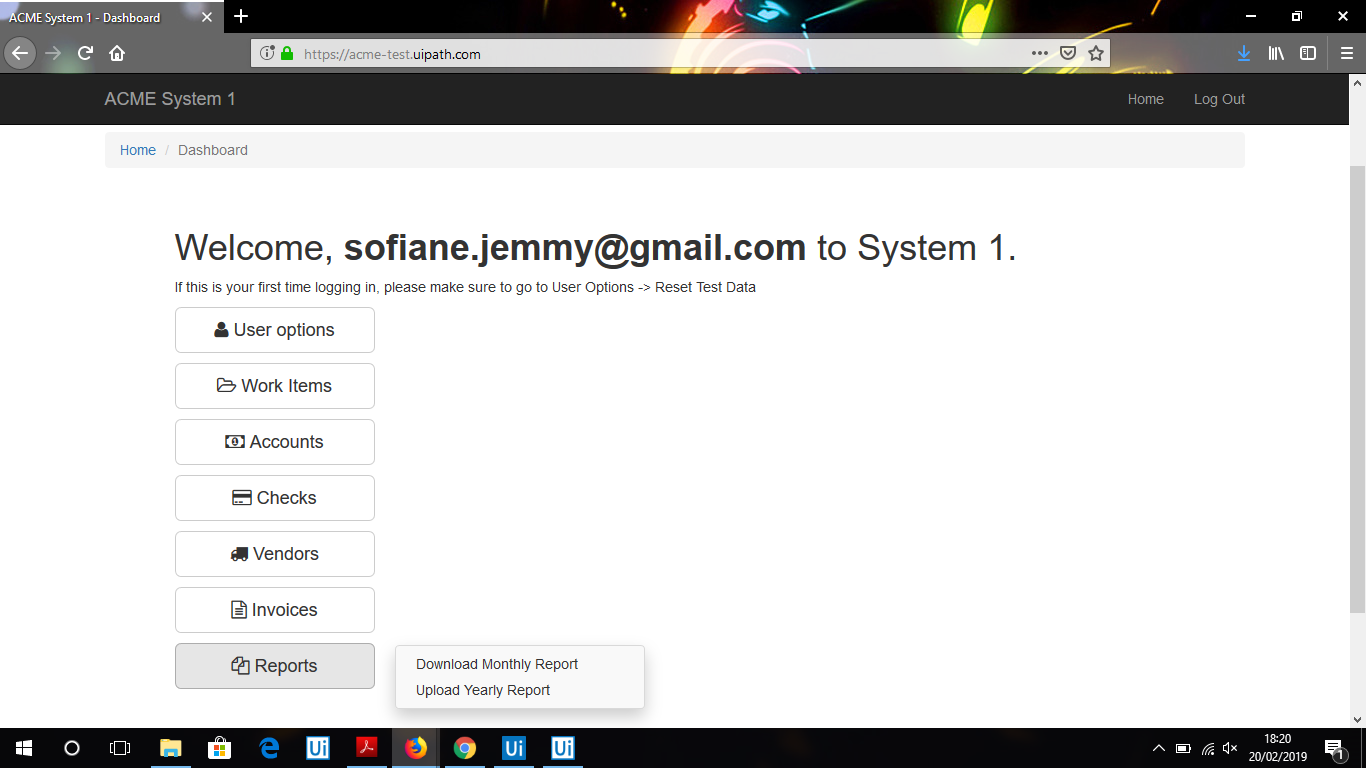 ACME System 1 - Dashboard
https://acme-test.uipath.com
ACME System 1
Home
Log Out
Home / Dashboard
Welcome, sofiane.jemmy@gmail.com to System 1.
If this is your first time logging in, please make sure to go to User Options -> Reset Test Data
User options
Work Items
Accounts
Checks
Vendors
Invoices
Reports
Download Monthly Report
Upload Yearly Report
Ui
Ui
Ui
18:20
20/02/2019
1